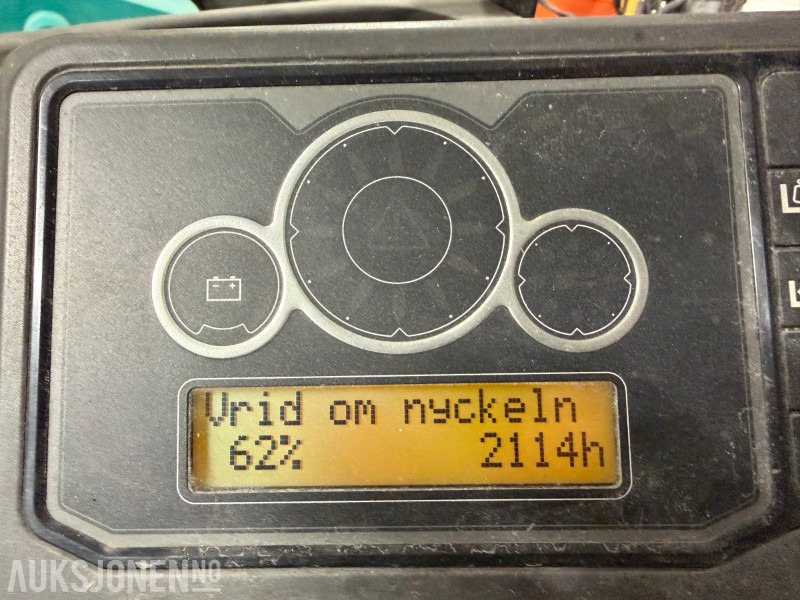 Vrid om nyckeln
62% 2114h
AUKSJONEN.NO